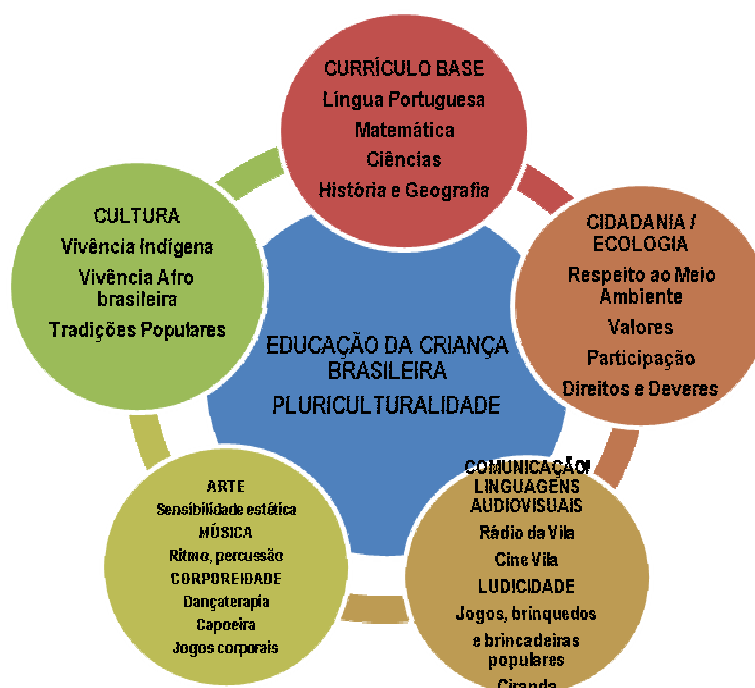 CURRÍCULO BASE
Língua Portuguesa
Matemática
Ciências
História e Geografia
CIDADANIA /
ECOLOGIA
Respeito ao Meio
Ambiente
Valores
Participação
Direitos e Deveres
COMUNICAÇÃO/
LINGUAGENS
AUDIOVISUAIS
Rádio da Vila
Cine Vila
LUDICIDADE
Jogos, brinquedos
e brincadeiras
populares
Ciranda
ARTE
Sensibilidade estética
MÚSICA
Ritmo, percussão
CORPOREIDADE
Dançaterapia
Capoeira
Jogos corporais
CULTURA
Vivência Indígena
Vivência Afro
brasileira
Tradições Populares
EDUCAÇÃO DA CRIANÇA
BRASILEIRA
PLURICULTURALIDADE